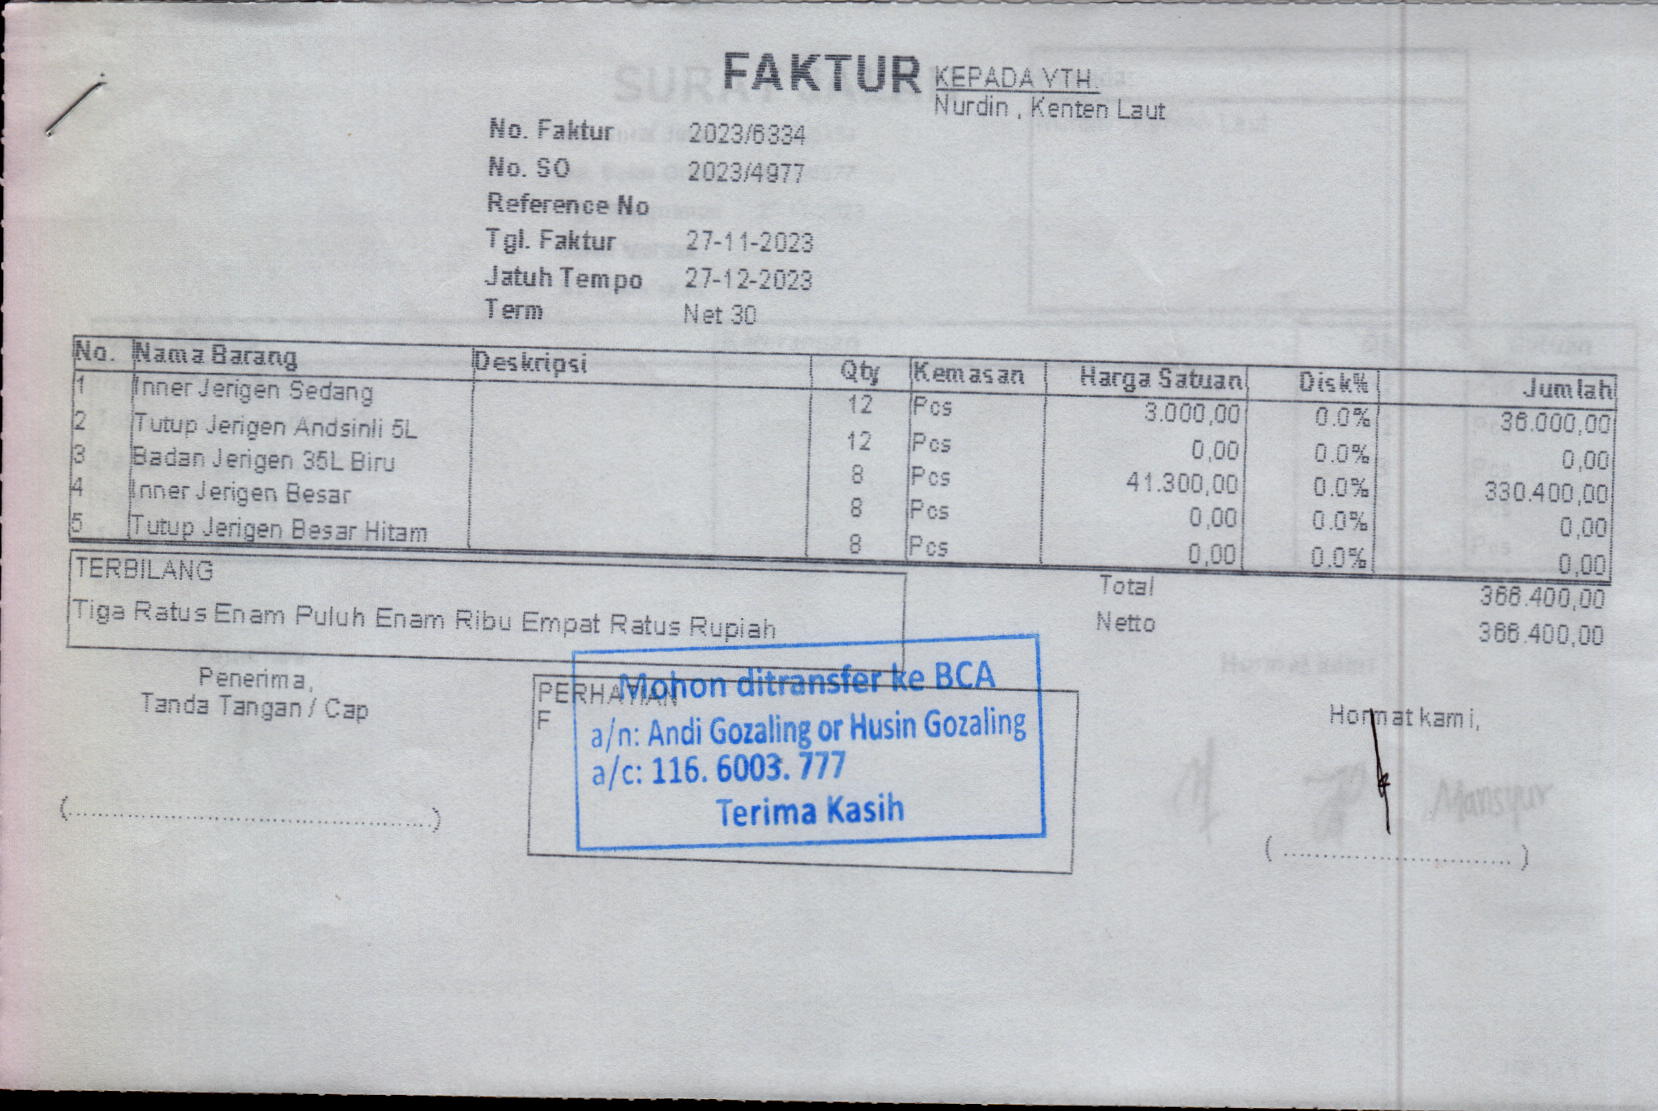 FAKTUR
KEPADA YTH.
Nurdin , Kenten Laut
No. Faktur 2023/6334
No. SO 2023/4977
Reference No
Tgl. Faktur 27-11-2023
Jatuh Tempo 27-12-2023
Term Net 30
No. Nama Barang Deskripsi Qty Kemasan Harga Satuan Disk% Jumlah
1 Inner Jerigen Sedang 12 Pcs 3.000,00 0.0% 36.000,00
2 Tutup Jerigen Andsinli 5L 12 Pcs 0,00 0.0% 0,00
3 Badan Jerigen 35L Biru 8 Pcs 41.300,00 0.0% 330.400,00
4 Inner Jerigen Besar 8 Pcs 0,00 0.0% 0,00
5 Tutup Jerigen Besar Hitam 8 Pcs 0,00 0.0% 0,00
TERBILANG
Tiga Ratus Enam Puluh Enam Ribu Empat Ratus Rupiah
Total 366.400,00
Netto 366.400,00
Penerima,
Tanda Tangan / Cap
(................................................)
PERHATIAN
F
Mohon ditransfer ke BCA
a/n: Andi Gozaling or Husin Gozaling
a/c: 116. 6003. 777
Terima Kasih
Hormat kami,
Mansyur
( .............................. )